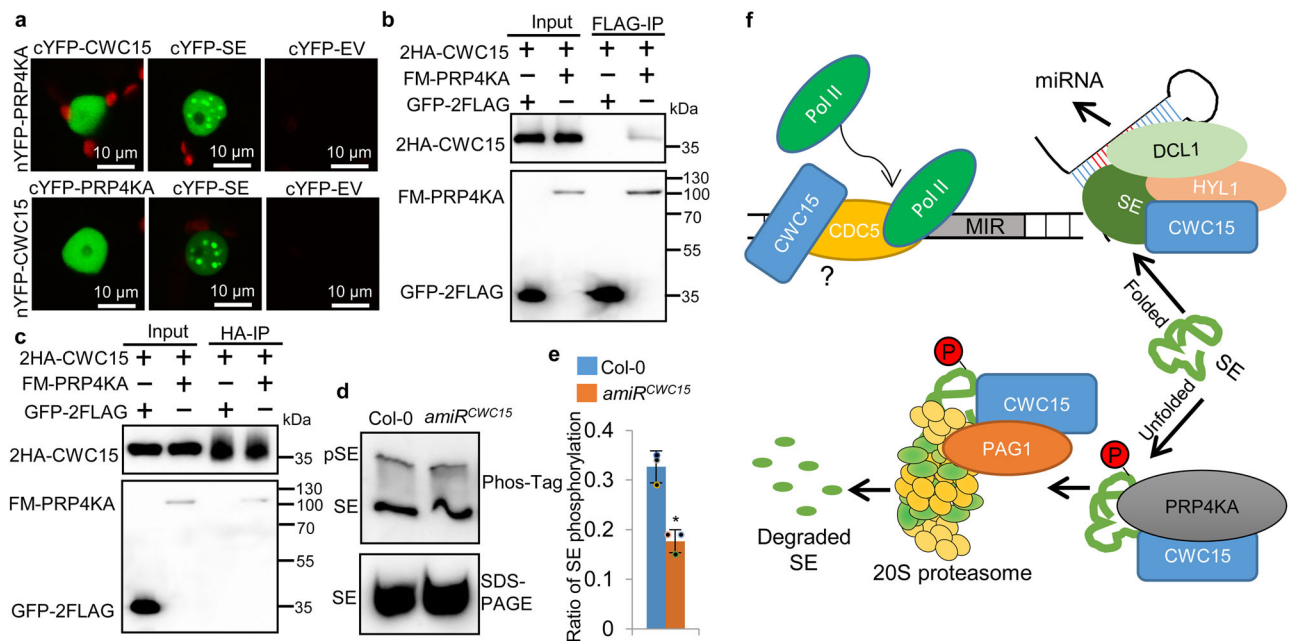 a
cYFP-CWC15 cYFP-SE cYFP-EV
nYFP-PRP4KA
10 µm 10 µm 10 µm
cYFP-PRP4KA cYFP-SE cYFP-EV
nYFP-CWC15
10 µm 10 µm 10 µm
b
Input FLAG-IP
2HA-CWC15 + + + +
FM-PRP4KA − + − +
GFP-2FLAG + − + −
kDa
2HA-CWC15
35
130
FM-PRP4KA
100
70
55
GFP-2FLAG
35
c
Input HA-IP
2HA-CWC15 + + + +
FM-PRP4KA − + − +
GFP-2FLAG + − + −
kDa
2HA-CWC15
35
130
FM-PRP4KA
100
70
55
GFP-2FLAG
35
d
Col-0 amiR^CWC15
pSE
Phos-Tag
SE
SE
SDS-
PAGE
e
Col-0
amiR^CWC15
Ratio of SE phosphorylation
0.4
0.3
0.2
0.1
0
*
f
miRNA
Pol II
DCL1
HYL1
SE
CWC15
CWC15
CDC5
Pol II
MIR
?
Folded
SE
Unfolded
P
CWC15
PAG1
P
PRP4KA
CWC15
Degraded
SE
20S proteasome